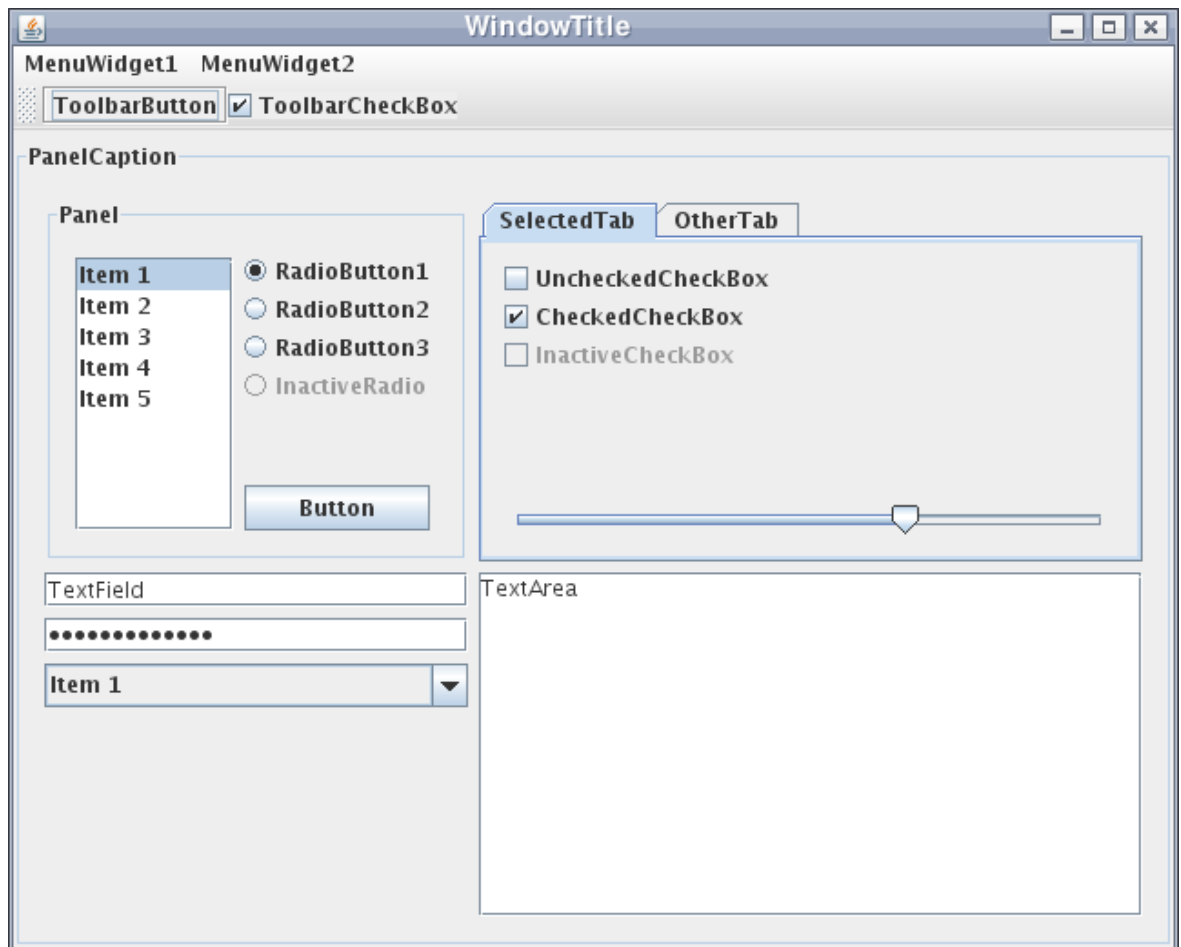 WindowTitle
MenuWidget1 MenuWidget2
ToolbarButton ToolbarCheckBox
PanelCaption
Panel
Item 1
Item 2
Item 3
Item 4
Item 5
RadioButton1
RadioButton2
RadioButton3
InactiveRadio
Button
SelectedTab OtherTab
UncheckedCheckBox
CheckedCheckBox
InactiveCheckBox
TextField
•••••••••••••
Item 1
TextArea